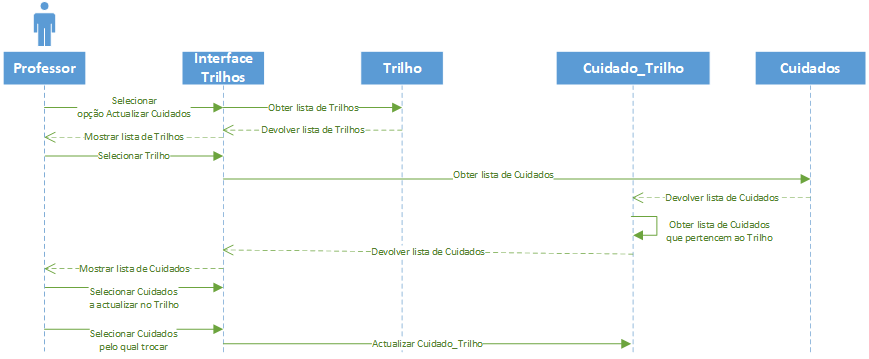 Professor
Interface
Trilhos
Trilho
Cuidado_Trilho
Cuidados
Selecionar
opção Actualizar Cuidados
Obter lista de Trilhos
Devolver lista de Trilhos
Mostrar lista de Trilhos
Selecionar Trilho
Obter lista de Cuidados
Devolver lista de Cuidados
Obter lista de Cuidados
que pertencem ao Trilho
Devolver lista de Cuidados
Mostrar lista de Cuidados
Selecionar Cuidados
a actualizar no Trilho
Selecionar Cuidados
pelo qual trocar
Actualizar Cuidado_Trilho